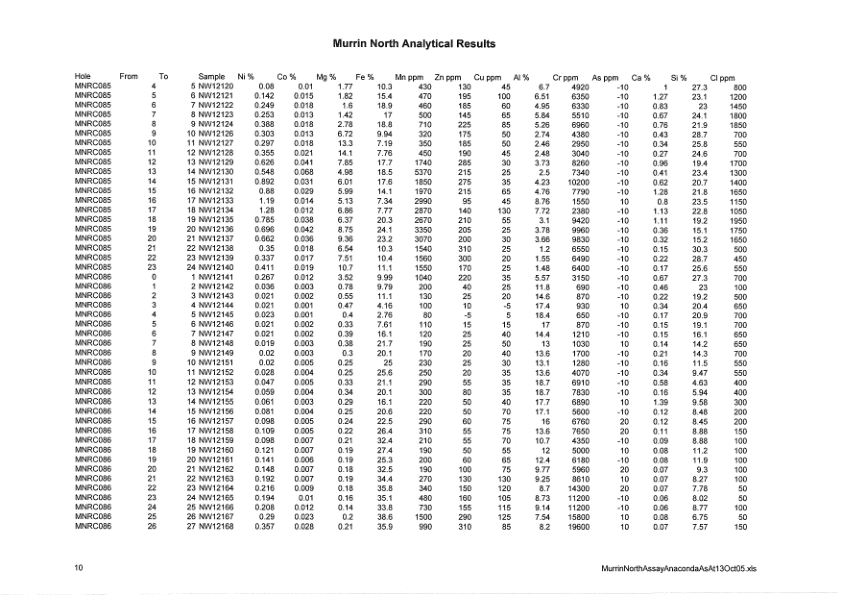 Murrin North Analytical Results
Hole From To Sample Ni % Co % Mg % Fe % Mn ppm Zn ppm Cu ppm Al % Cr ppm As ppm Si % Cl ppm
MNRC085 4 5 NW12120 0.08 0.01 1.77 10.3 430 130 45 6.7 4920 -10 1 27.3 800
MNRC085 5 6 NW12121 0.142 0.015 1.82 15.4 470 195 100 6.51 6350 -10 1.27 23.1 1200
MNRC085 6 7 NW12122 0.249 0.018 1.6 18.9 460 185 60 4.95 6330 -10 0.83 23 1450
MNRC085 7 8 NW12123 0.253 0.013 1.42 17 500 145 65 5.84 5510 -10 0.67 24.1 1800
MNRC085 8 9 NW12124 0.388 0.018 2.78 18.8 710 225 85 5.26 6960 -10 0.76 21.9 1850
MNRC085 9 10 NW12126 0.303 0.013 6.72 9.94 320 175 50 2.74 4380 -10 0.43 28.7 700
MNRC085 10 11 NW12127 0.297 0.018 13.3 7.19 350 185 50 2.46 2950 -10 0.34 25.8 550
MNRC085 11 12 NW12128 0.355 0.021 14.1 7.76 450 190 45 2.48 3040 -10 0.27 24.6 700
MNRC085 12 13 NW12129 0.626 0.041 7.85 17.7 1740 285 30 3.73 8260 -10 0.96 19.4 1700
MNRC085 13 14 NW12130 0.548 0.068 4.98 18.5 5370 215 25 2.5 7340 -10 0.41 23.4 1300
MNRC085 14 15 NW12131 0.892 0.031 6.01 17.6 1850 275 35 4.23 10200 -10 0.62 20.7 1400
MNRC085 15 16 NW12132 0.88 0.029 5.99 14.1 1970 215 65 4.76 7790 -10 1.28 21.8 1650
MNRC085 16 17 NW12133 1.19 0.014 5.13 7.34 2990 95 45 8.76 1550 10 0.8 23.5 1150
MNRC085 17 18 NW12134 1.28 0.012 6.86 7.77 2870 140 130 7.72 2380 -10 1.13 22.8 1050
MNRC085 18 19 NW12135 0.785 0.038 6.37 20.3 2670 210 55 3.1 9420 -10 1.11 19.2 1950
MNRC085 19 20 NW12136 0.696 0.042 8.75 24.1 3350 205 25 3.78 9960 -10 0.36 15.1 1750
MNRC085 20 21 NW12137 0.662 0.036 9.36 23.2 3070 200 30 3.66 9830 -10 0.32 15.2 1650
MNRC085 21 22 NW12138 0.35 0.018 6.54 10.3 1540 310 25 1.2 6550 -10 0.15 30.3 500
MNRC085 22 23 NW12139 0.337 0.017 7.51 10.4 1560 300 20 1.55 6490 -10 0.22 28.7 450
MNRC085 23 24 NW12140 0.411 0.019 10.7 11.1 1550 170 25 1.48 6400 -10 0.17 25.6 550
MNRC086 0 1 NW12141 0.267 0.012 3.52 9.99 1040 220 35 5.57 3150 -10 0.67 27.3 700
MNRC086 1 2 NW12142 0.036 0.003 0.78 9.79 200 40 25 11.8 690 -10 0.46 23 100
MNRC086 2 3 NW12143 0.021 0.002 0.55 11.1 130 25 20 14.6 870 -10 0.22 19.2 500
MNRC086 3 4 NW12144 0.021 0.001 0.47 4.16 100 10 -5 17.4 930 10 0.34 20.4 650
MNRC086 4 5 NW12145 0.023 0.001 0.4 2.76 80 -5 5 18.4 650 -10 0.17 20.9 700
MNRC086 5 6 NW12146 0.021 0.002 0.33 7.61 110 15 15 17 870 -10 0.15 19.1 700
MNRC086 6 7 NW12147 0.021 0.002 0.39 16.1 120 25 40 14.4 1210 -10 0.15 16.1 650
MNRC086 7 8 NW12148 0.019 0.003 0.38 21.7 190 25 50 13 1030 10 0.14 14.2 650
MNRC086 8 9 NW12149 0.02 0.003 0.3 20.1 170 20 40 13.6 1700 -10 0.21 14.3 700
MNRC086 9 10 NW12151 0.02 0.005 0.25 25 230 25 30 13.1 1280 -10 0.16 11.5 550
MNRC086 10 11 NW12152 0.028 0.004 0.25 25.6 250 20 35 13.6 4070 -10 0.34 9.47 550
MNRC086 11 12 NW12153 0.047 0.005 0.33 21.1 290 55 35 18.7 6910 -10 0.58 4.63 400
MNRC086 12 13 NW12154 0.059 0.004 0.34 20.1 300 80 35 18.7 7830 -10 0.16 5.94 400
MNRC086 13 14 NW12155 0.061 0.003 0.29 16.1 220 50 40 17.7 6890 10 1.39 9.58 300
MNRC086 14 15 NW12156 0.081 0.004 0.25 20.6 220 50 70 17.1 5600 -10 0.12 8.48 200
MNRC086 15 16 NW12157 0.098 0.005 0.24 22.5 290 60 75 16 6760 20 0.12 8.45 200
MNRC086 16 17 NW12158 0.109 0.005 0.22 26.4 310 55 75 13.6 7650 20 0.11 8.88 150
MNRC086 17 18 NW12159 0.098 0.007 0.21 32.4 210 55 70 10.7 4350 -10 0.09 8.88 100
MNRC086 18 19 NW12160 0.121 0.007 0.19 27.4 190 50 55 12 5000 10 0.08 11.2 100
MNRC086 19 20 NW12161 0.141 0.006 0.19 25.3 200 60 65 12.4 6180 -10 0.08 11.9 100
MNRC086 20 21 NW12162 0.148 0.007 0.18 32.5 190 100 75 9.77 5960 20 0.07 9.3 100
MNRC086 21 22 NW12163 0.192 0.007 0.19 34.4 270 130 130 9.25 8610 10 0.07 8.27 100
MNRC086 22 23 NW12164 0.216 0.009 0.18 35.8 340 150 120 8.7 14300 20 0.07 7.78 50
MNRC086 23 24 NW12165 0.194 0.01 0.16 35.1 480 160 105 8.73 11200 -10 0.06 8.02 50
MNRC086 24 25 NW12166 0.208 0.012 0.14 33.8 730 155 115 9.14 11200 -10 0.06 8.77 100
MNRC086 25 26 NW12167 0.29 0.023 0.2 38.6 1500 290 125 7.54 15800 10 0.08 6.75 50
MNRC086 26 27 NW12168 0.357 0.028 0.21 35.9 990 310 85 8.2 19600 10 0.07 7.57 150
10 MurrinNorthAssayAnacondaAsAt13Oct05.xls